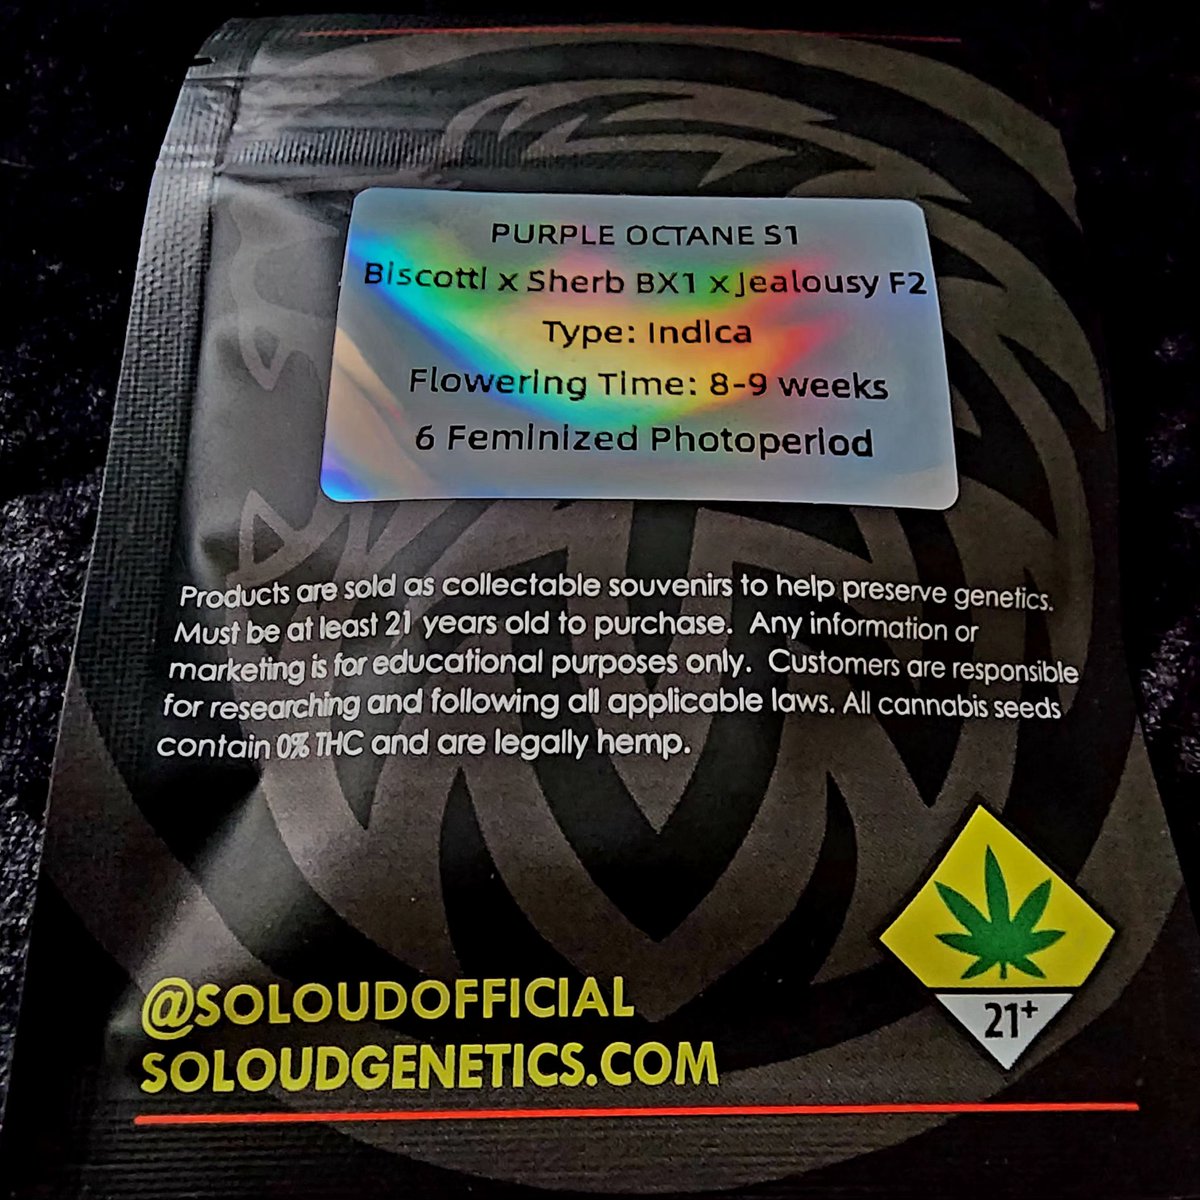 PURPLE OCTANE S1
Biscotti x Sherb BX1 x Jealousy F2
Type: Indica
Flowering Time: 8-9 weeks
6 Feminized Photoperiod
Products are sold as collectable souvenirs to help preserve genetics.
Must be at least 21 years old to purchase. Any information or
marketing is for educational purposes only. Customers are responsible
for researching and following all applicable laws. All cannabis seeds
contain 0% THC and are legally hemp.
21+
@SOLOUDOFFICIAL
SOLOUDGENETICS.COM